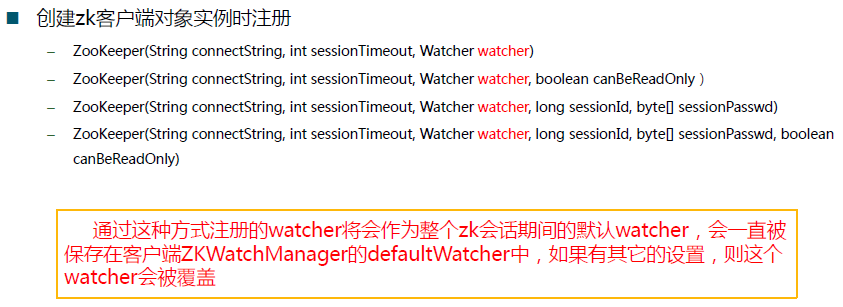 创建zk客户端对象实例时注册
– ZooKeeper(String connectString, int sessionTimeout, Watcher watcher)
– ZooKeeper(String connectString, int sessionTimeout, Watcher watcher, boolean canBeReadOnly )
– ZooKeeper(String connectString, int sessionTimeout, Watcher watcher, long sessionId, byte[] sessionPasswd)
– ZooKeeper(String connectString, int sessionTimeout, Watcher watcher, long sessionId, byte[] sessionPasswd, boolean
canBeReadOnly)
通过这种方式注册的watcher将会作为整个zk会话期间的默认watcher，会一直被
保存在客户端ZKWatchManager的defaultWatcher中，如果有其它的设置，则这个
watcher会被覆盖